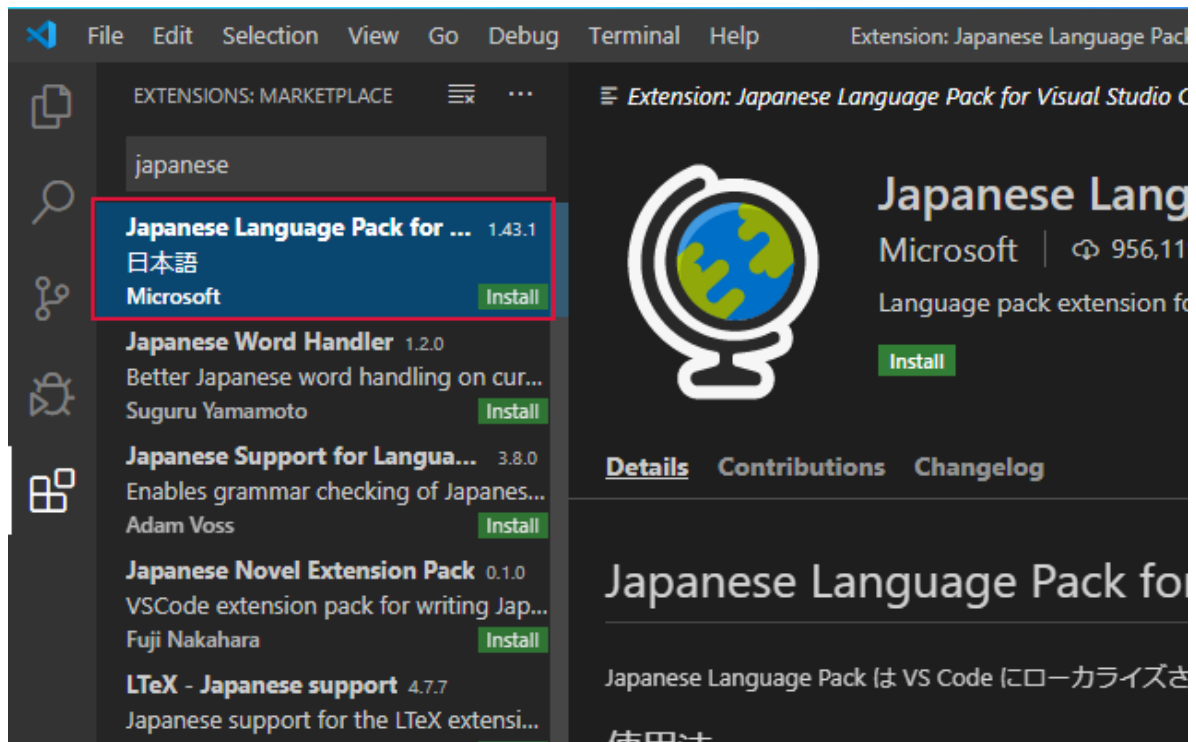 File Edit Selection View Go Debug Terminal Help Extension: Japanese Language Pack
EXTENSIONS: MARKETPLACE
japanese
Japanese Language Pack for ... 1.43.1
日本語
Microsoft Install
Japanese Word Handler 1.2.0
Better Japanese word handling on cur...
Suguru Yamamoto Install
Japanese Support for Langua... 3.8.0
Enables grammar checking of Japanes...
Adam Voss Install
Japanese Novel Extension Pack 0.1.0
VSCode extension pack for writing Jap...
Fuji Nakahara Install
LTeX - Japanese support 4.7.7
Japanese support for the LTeX extensi...
Extension: Japanese Language Pack for Visual Studio C
Japanese Lang
Microsoft 956,11
Language pack extension fo
Install
Details Contributions Changelog
Japanese Language Pack for
Japanese Language Pack は VS Code にローカライズさ